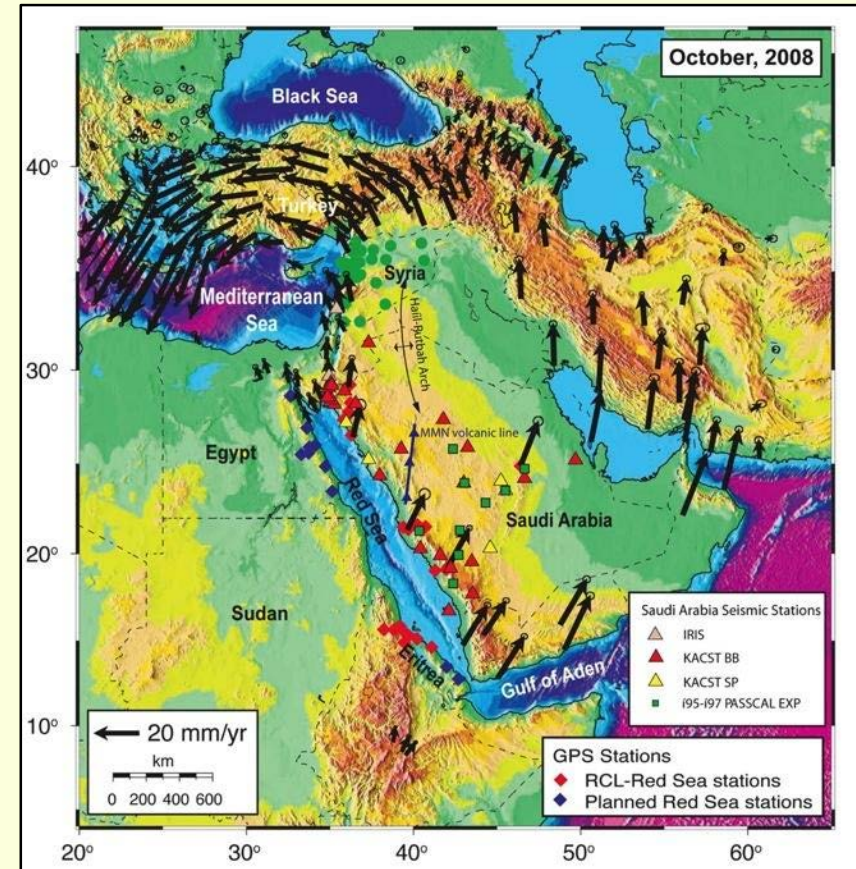 October, 2008
Black Sea
40°
Turkey
Syria
Mediterranean
Sea
Halil-Rutbah Arch
30°
MMN volcanic line
Egypt
Red Sea
Saudi Arabia
20°
Sudan
Saudi Arabia Seismic Stations
IRIS
KACST BB
KACST SP
i95-i97 PASSCAL EXP
Eritrea
Gulf of Aden
10°
20 mm/yr
km
0 200 400 600
GPS Stations
RCL-Red Sea stations
Planned Red Sea stations
20° 30° 40° 50° 60°